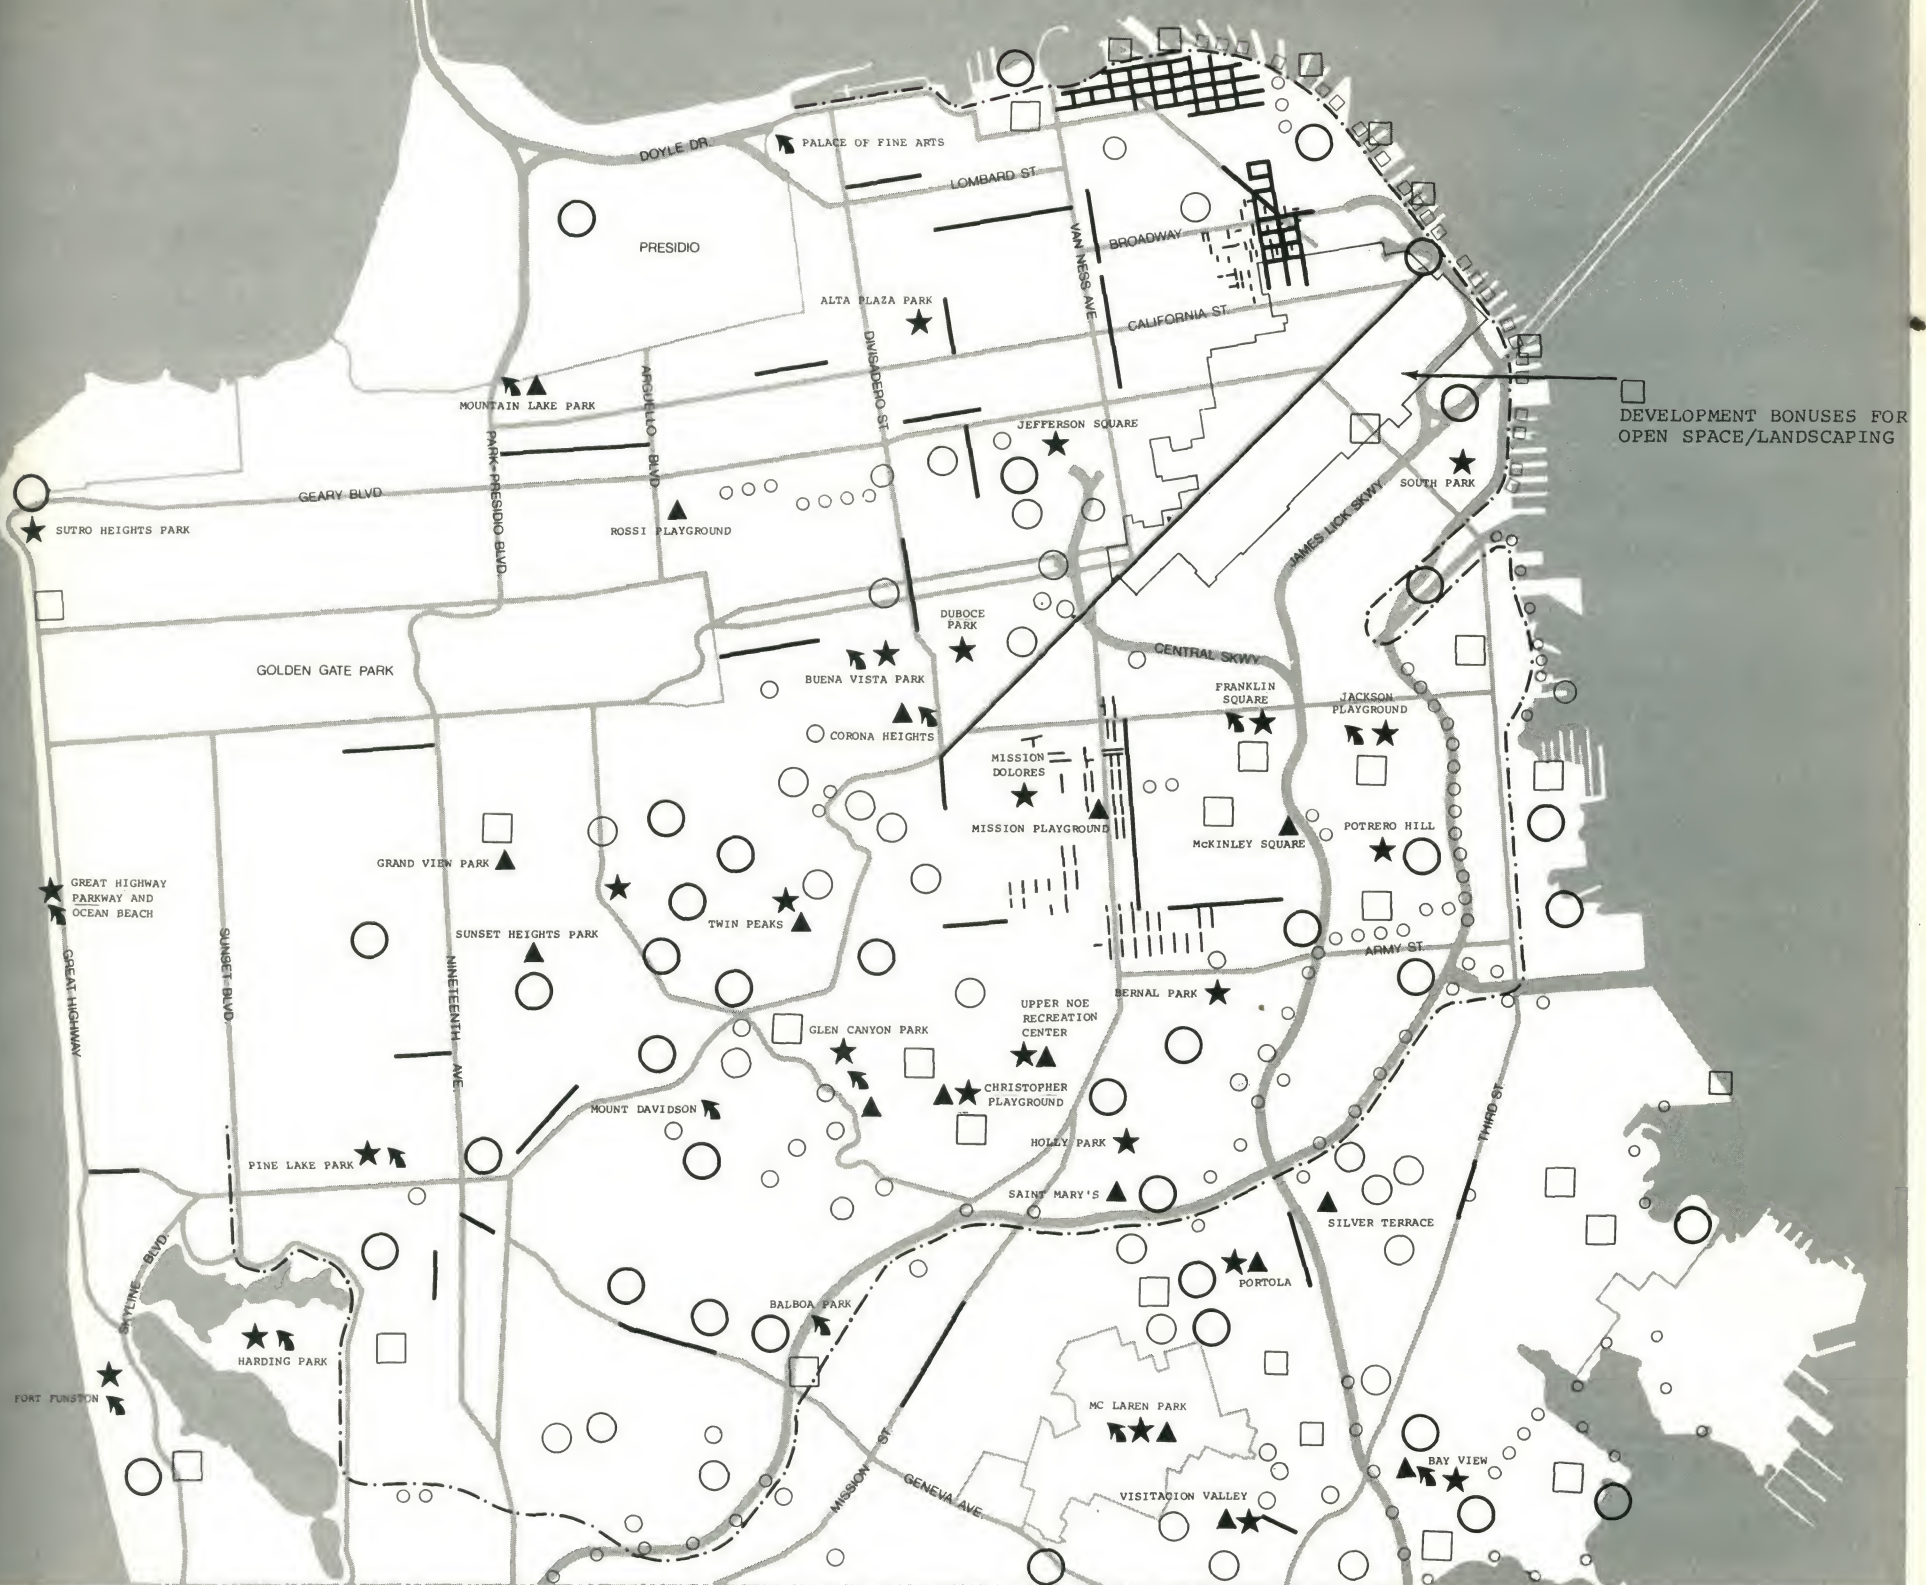 DOYLE DR.
PALACE OF FINE ARTS
LOMBARD ST.
PRESIDIO
VAN NESS AVE.
BROADWAY
ALTA PLAZA PARK
CALIFORNIA ST.
DIVISADERO ST.
ARGUELLO BLVD
MOUNTAIN LAKE PARK
PARK-PRESIDIO BLVD.
JEFFERSON SQUARE
DEVELOPMENT BONUSES FOR
OPEN SPACE/LANDSCAPING
SOUTH PARK
GEARY BLVD
JAMES LICK SKWY
SUTRO HEIGHTS PARK
ROSSI PLAYGROUND
DUBOCE
PARK
GOLDEN GATE PARK
CENTRAL SKWY
BUENA VISTA PARK
FRANKLIN
SQUARE
JACKSON
PLAYGROUND
CORONA HEIGHTS
MISSION
DOLORES
MISSION PLAYGROUND
POTRERO HILL
McKINLEY SQUARE
GRAND VIEW PARK
GREAT HIGHWAY
PARKWAY AND
OCEAN BEACH
TWIN PEAKS
SUNSET HEIGHTS PARK
SUNSET BLVD.
NINETEENTH AVE.
GREAT HIGHWAY
ARMY ST.
BERNAL PARK
UPPER NOE
RECREATION
CENTER
GLEN CANYON PARK
CHRISTOPHER
PLAYGROUND
MOUNT DAVIDSON
THIRD ST.
HOLLY PARK
PINE LAKE PARK
SAINT MARY'S
SILVER TERRACE
SKYLINE BLVD.
PORTOLA
BALBOA PARK
HARDING PARK
FORT FUNSTON
MC LAREN PARK
MISSION ST.
GENEVA AVE.
BAY VIEW
VISITACION VALLEY